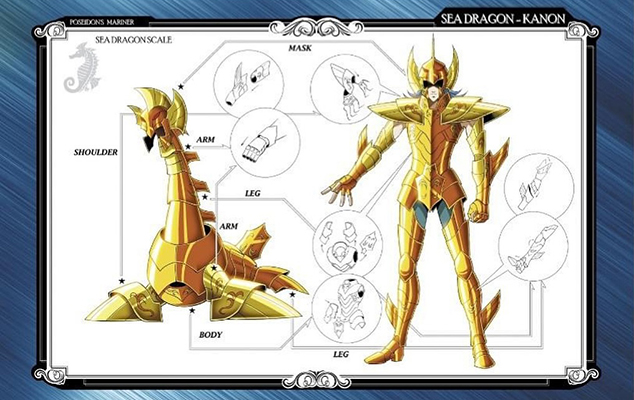 POSEIDON'S MARINER
SEA DRAGON - KANON
SEA DRAGON SCALE
MASK
ARM
SHOULDER
LEG
ARM
BODY
LEG